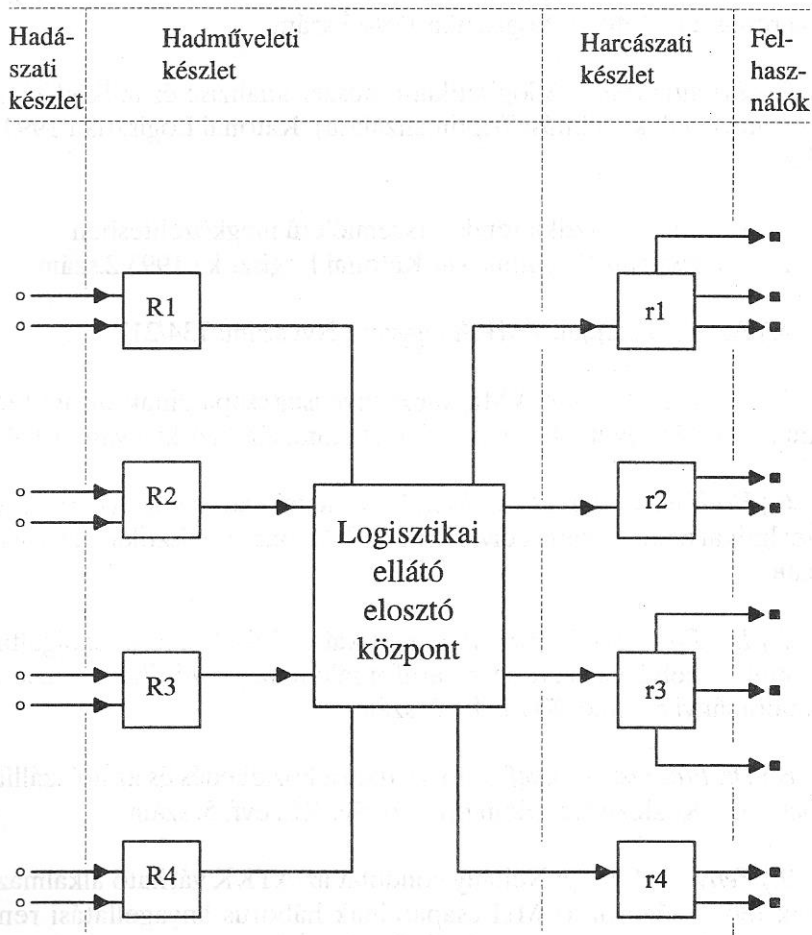 Hadá-
szati
készlet
Hadműveleti
készlet
Harcászati
készlet
Fel-
hasz-
nálók
R1
r1
R2
r2
Logisztikai
ellátó
elosztó
központ
R3
r3
R4
r4